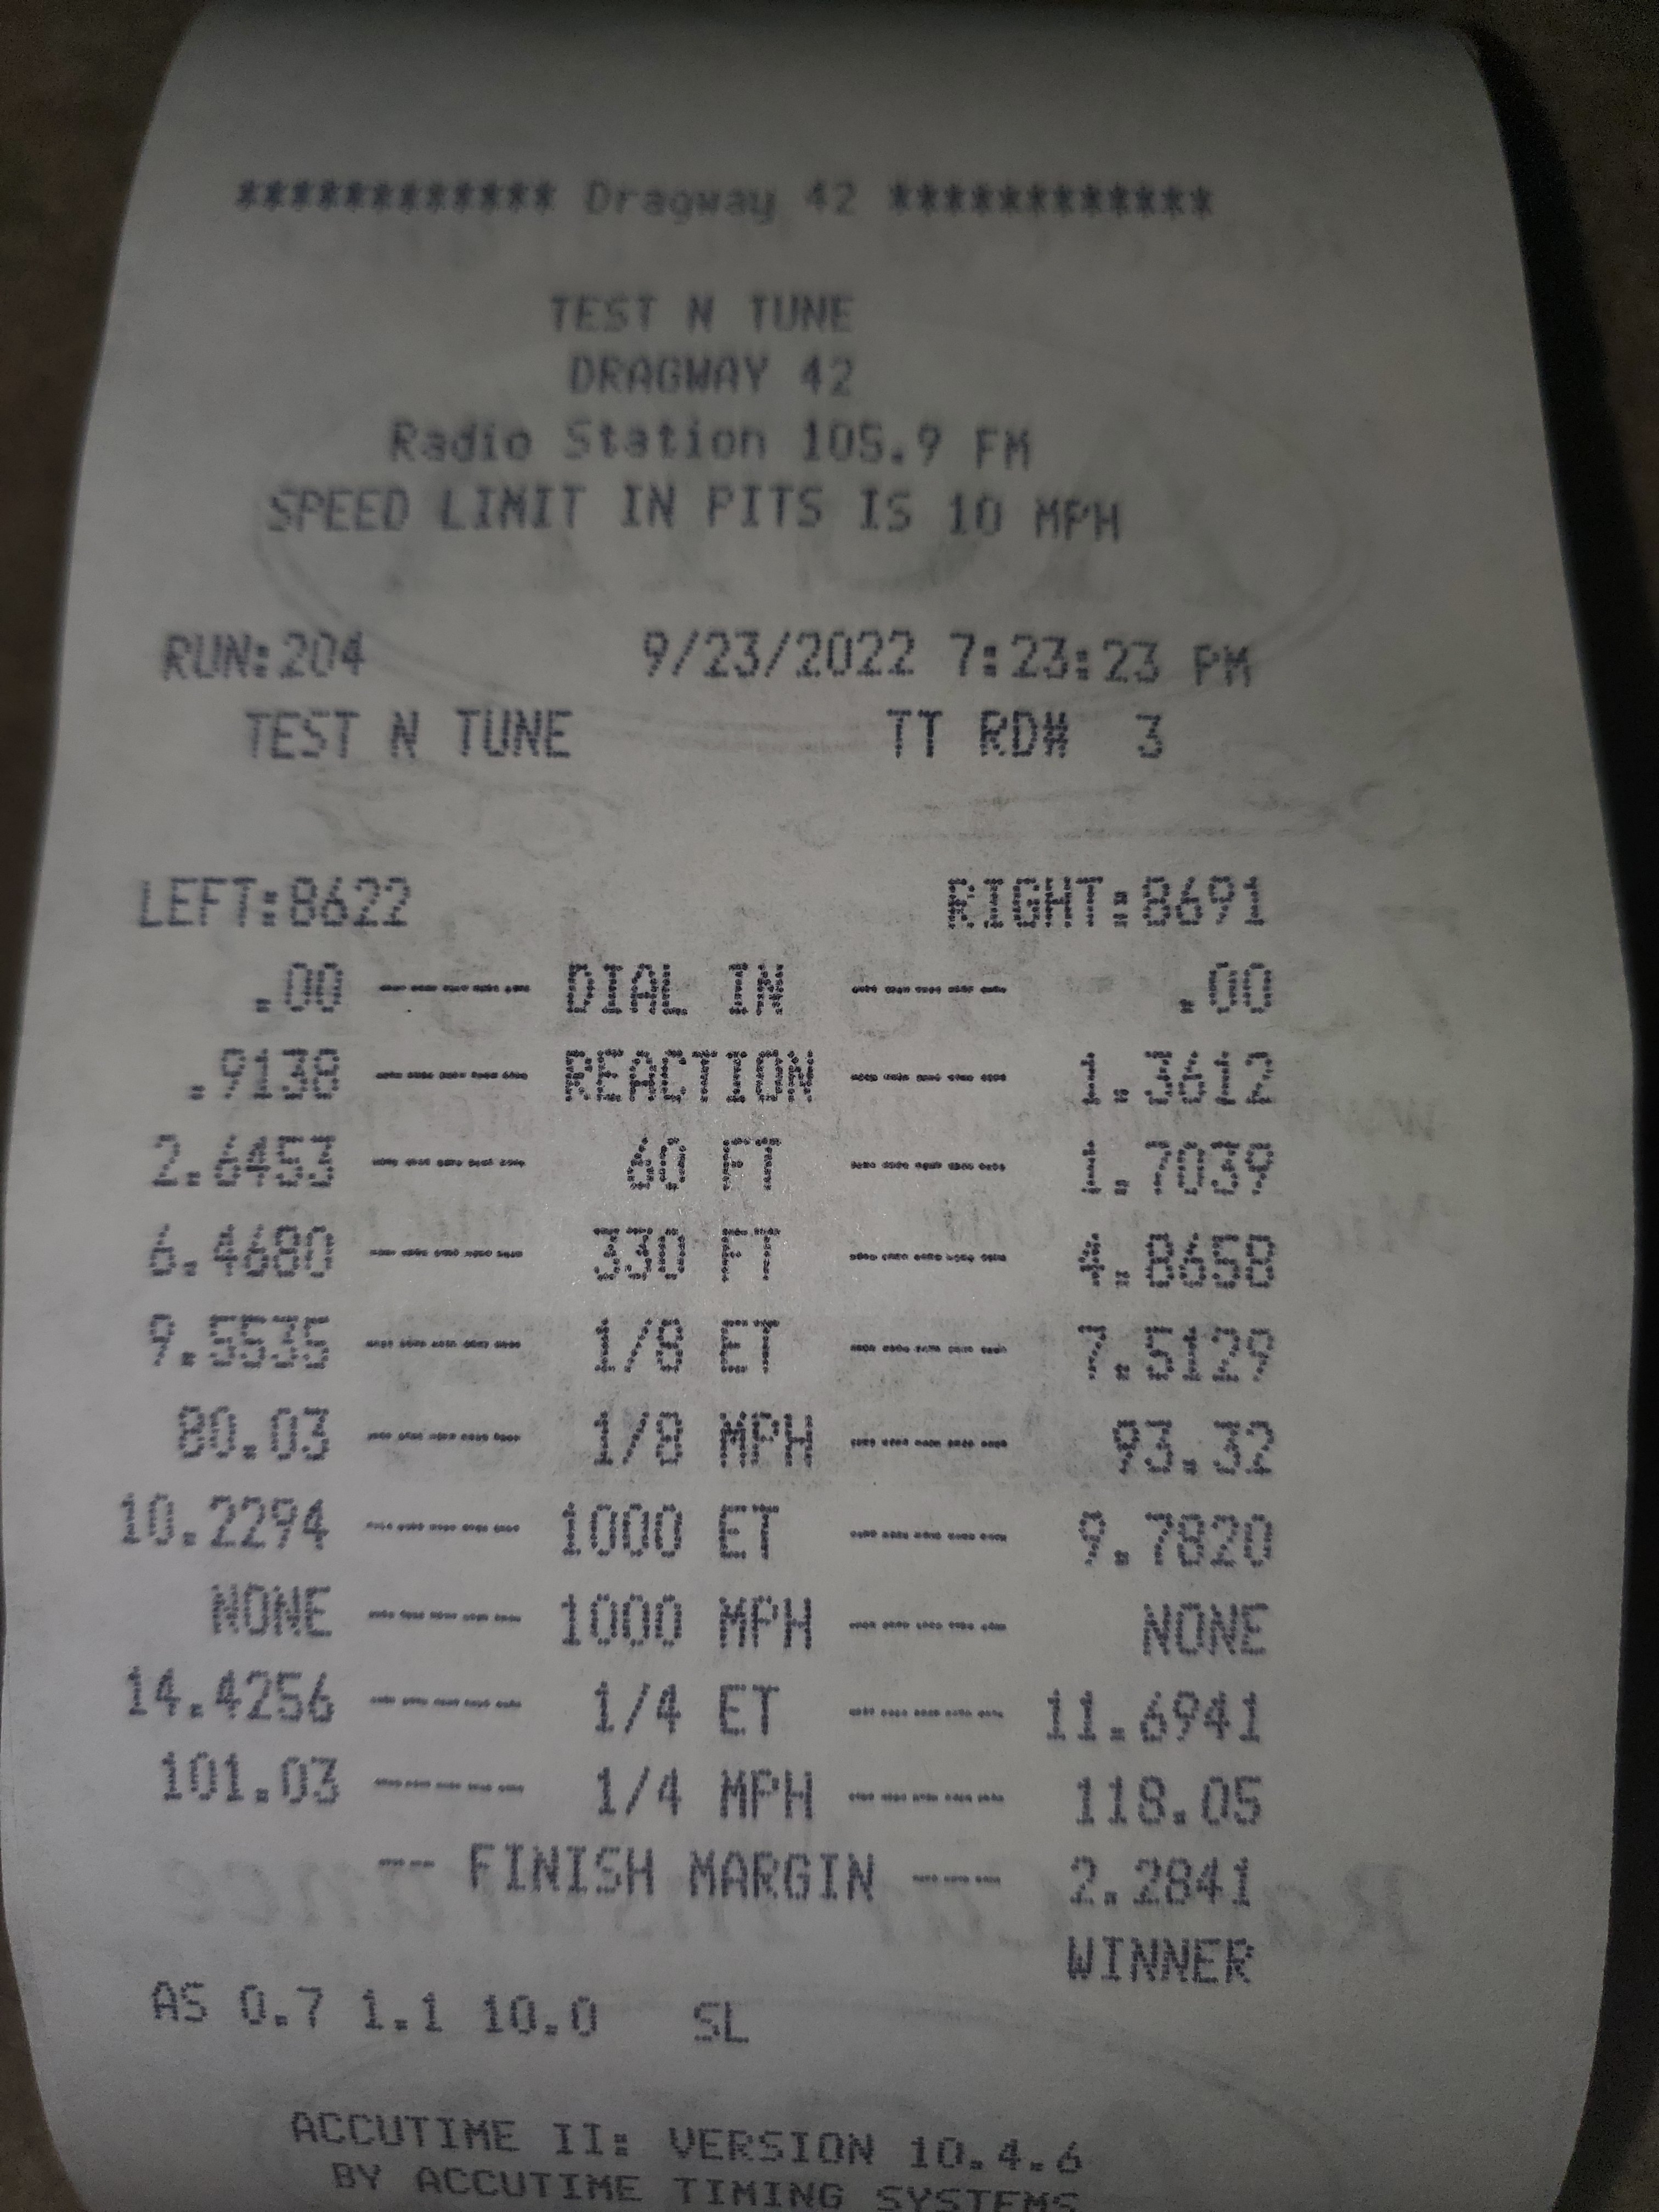 ************ Dragway 42 ************
TEST N TUNE
DRAGWAY 42
Radio Station 105.9 FM
SPEED LIMIT IN PITS IS 10 MPH
RUN:204 9/23/2022 7:23:23 PM
TEST N TUNE TT RD# 3
LEFT:8622 RIGHT:8691
.00 ----- DIAL IN ----- .00
.9138 ----- REACTION ----- 1.3612
2.6453 ----- 60 FT ----- 1.7039
6.4680 ----- 330 FT ----- 4.8688
9.5535 ----- 1/8 ET ----- 7.5129
80.03 ----- 1/8 MPH ----- 93.32
10.2294 ----- 1000 ET ----- 9.7820
NONE ----- 1000 MPH ----- NONE
14.4256 ----- 1/4 ET ----- 11.6941
101.03 ----- 1/4 MPH ----- 118.05
-- FINISH MARGIN --- 2.2841
WINNER
AS 0.7 1.1 10.0 SL
ACCUTIME II: VERSION 10.4.6
BY ACCUTIME TIMING SYSTEMS